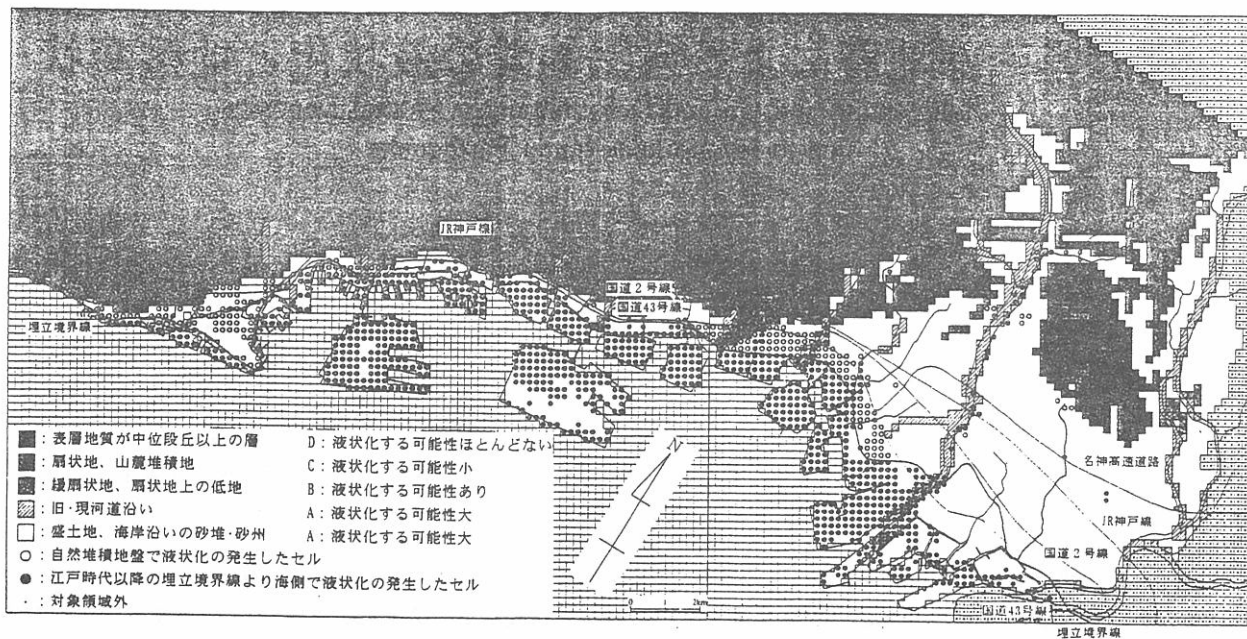 JR神戸線
国道2号線
国道43号線
埋立境界線
■：表層地質が中位段丘以上の層 D：液状化する可能性ほとんどない
■：扇状地、山麓堆積地 C：液状化する可能性小
■：緩扇状地、扇状地上の低地 B：液状化する可能性あり
：旧・現河道沿い A：液状化する可能性大
□：盛土地、海岸沿いの砂堆・砂州 A：液状化する可能性大
○：自然堆積地盤で液状化の発生したセル
●：江戸時代以降の埋立境界線より海側で液状化の発生したセル
・：対象領域外
N
0 1 2km
名神高速道路
JR神戸線
国道2号線
国道43号線
埋立境界線